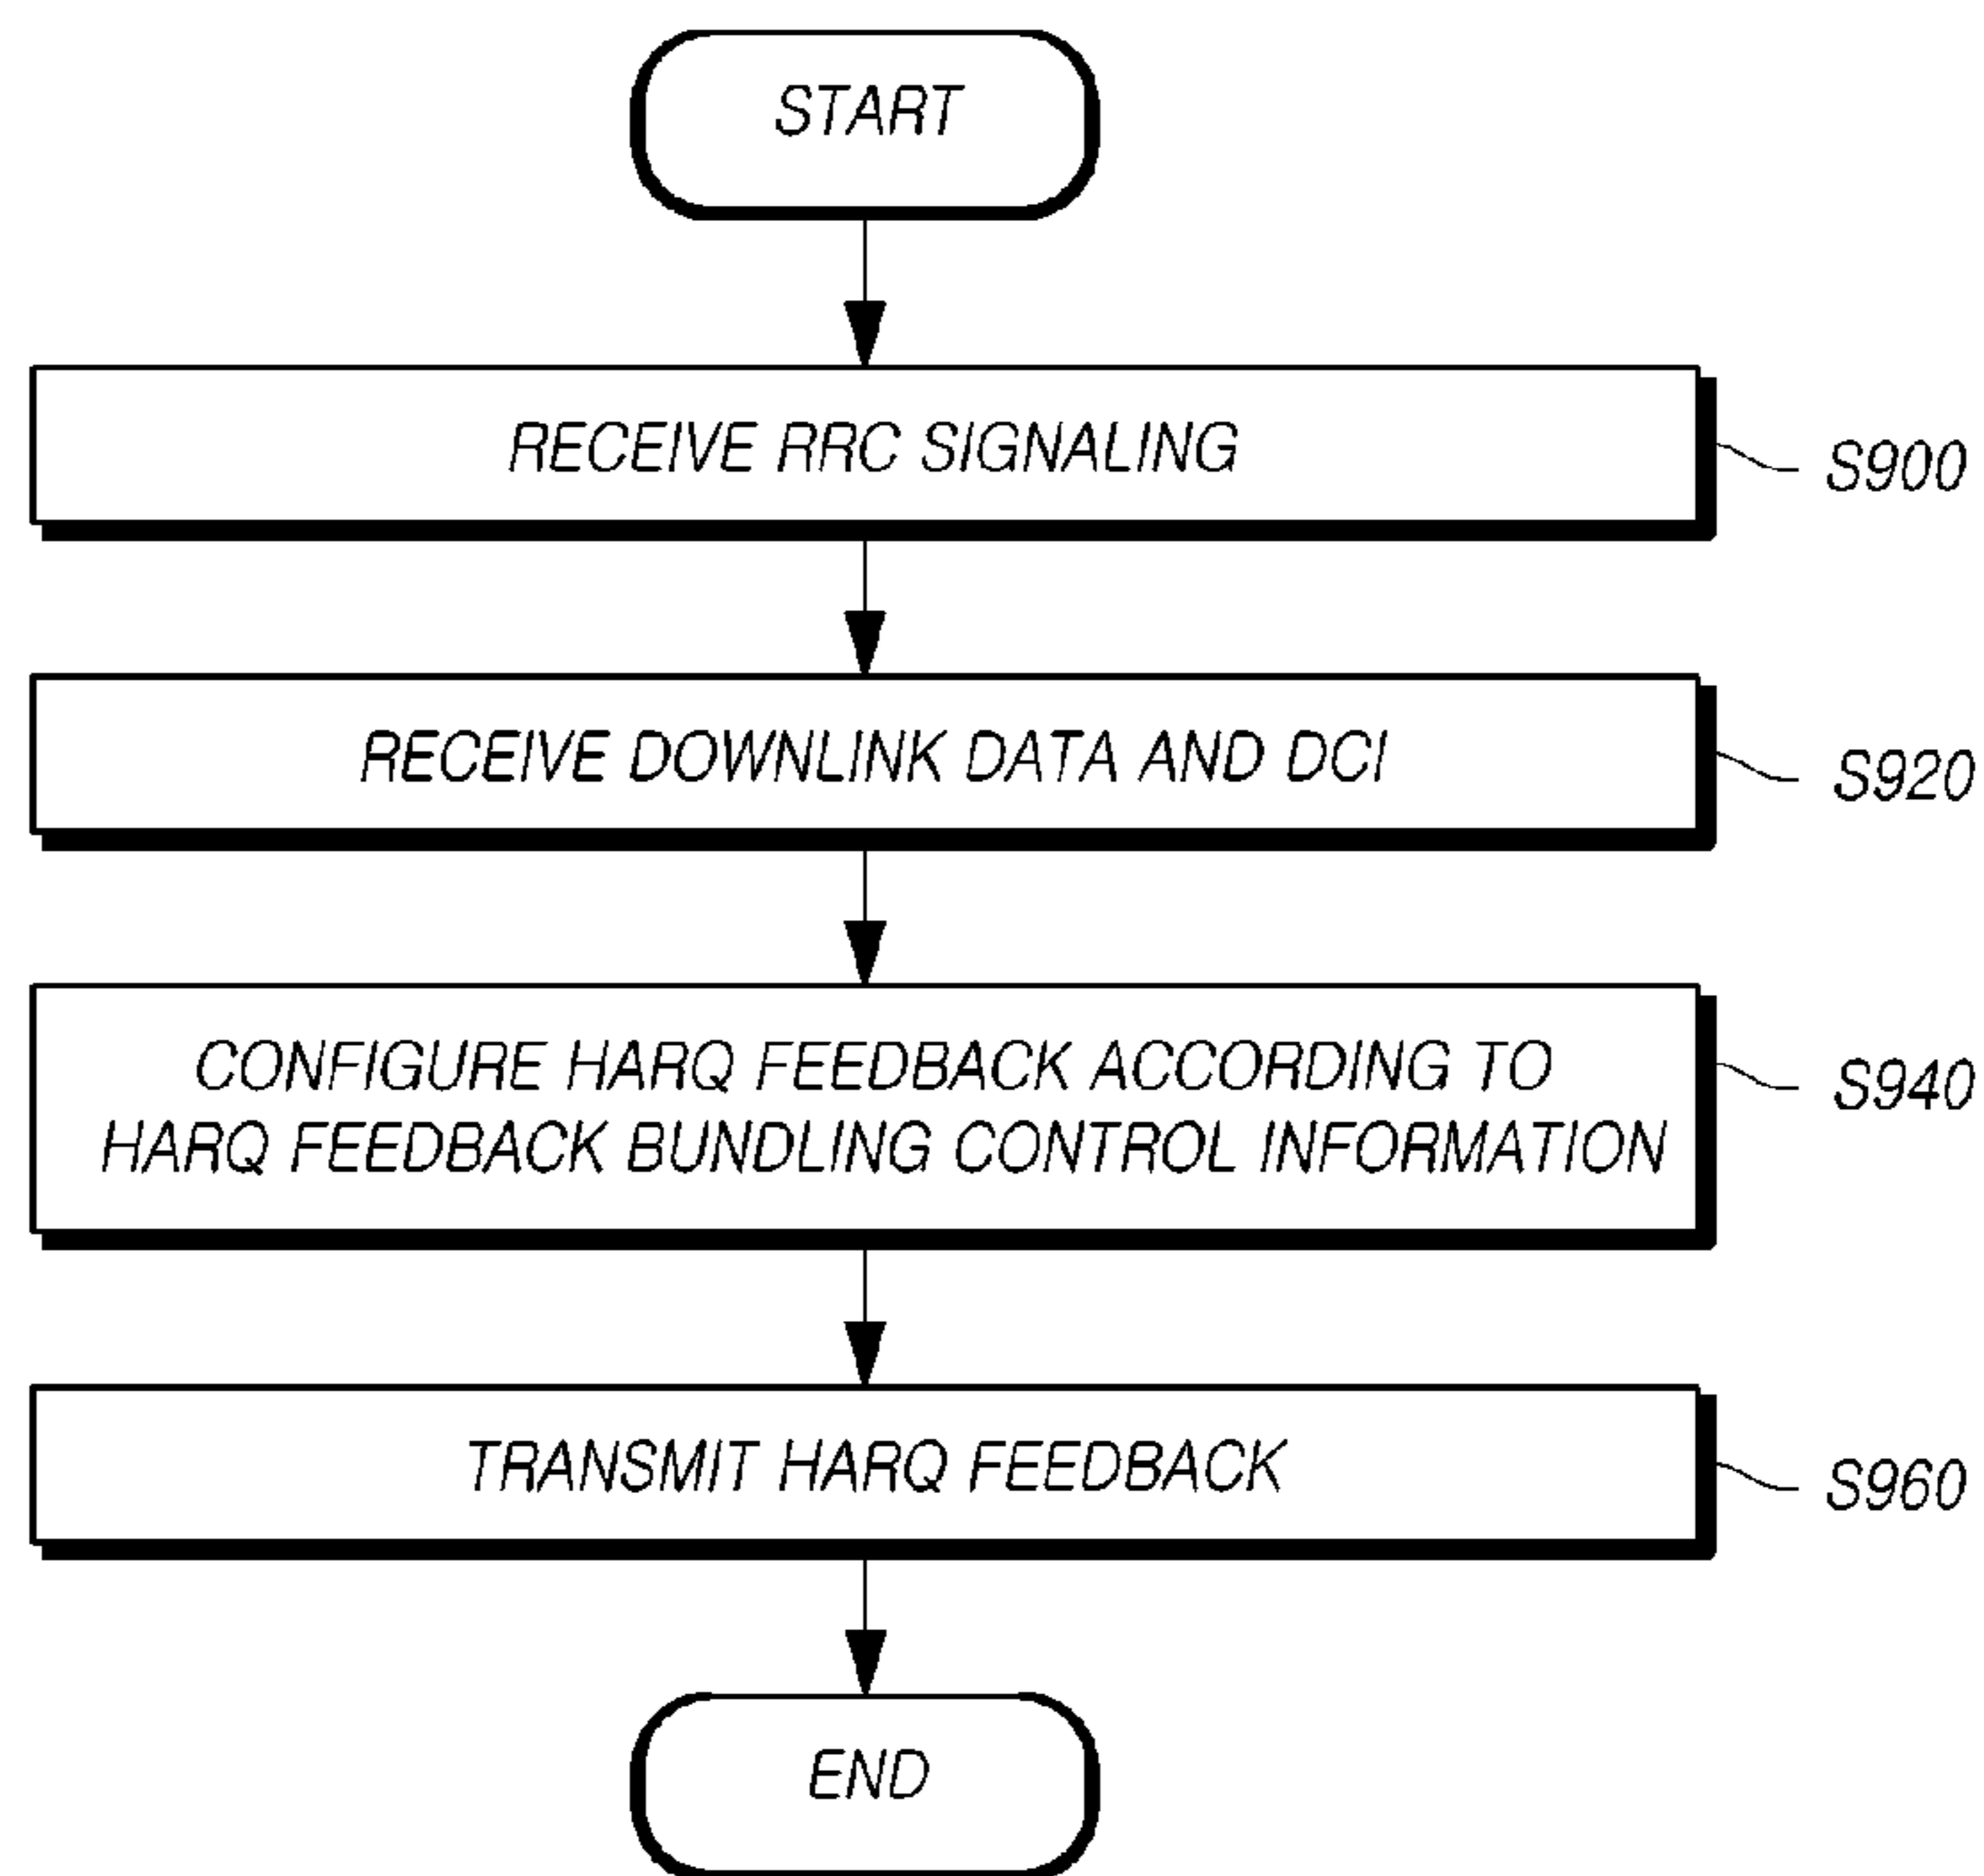 START
RECEIVE RRC SIGNALING
S900
RECEIVE DOWNLINK DATA AND DCI
S920
CONFIGURE HARQ FEEDBACK ACCORDING TO
HARQ FEEDBACK BUNDLING CONTROL INFORMATION
S940
TRANSMIT HARQ FEEDBACK
S960
END